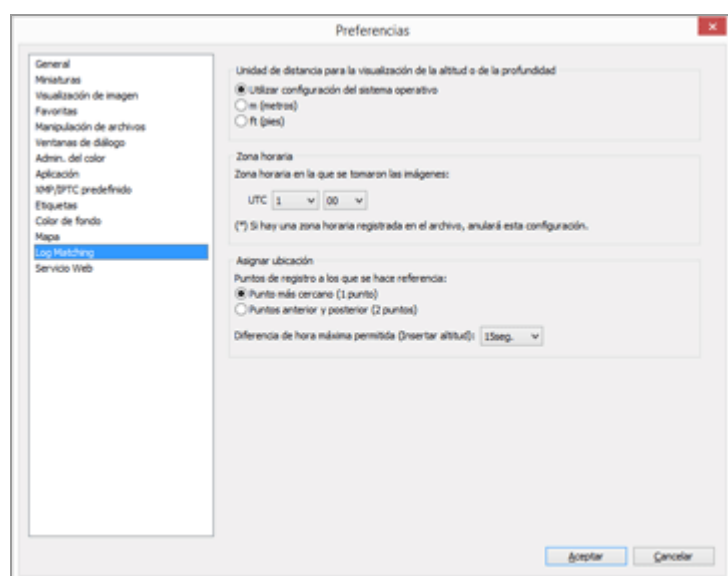 Preferencias
General
Miniaturas
Visualización de imagen
Favoritas
Manipulación de archivos
Ventanas de diálogo
Admin. del color
Aplicación
XMP/IPTC predefinido
Etiquetas
Color de fondo
Mapa
Log Matching
Servicio Web
Unidad de distancia para la visualización de la altitud o de la profundidad
Utilizar configuración del sistema operativo
m (metros)
ft (pies)
Zona horaria
Zona horaria en la que se tomaron las imágenes:
UTC 1 00
(*) Si hay una zona horaria registrada en el archivo, anulará esta configuración.
Asignar ubicación
Puntos de registro a los que se hace referencia:
Punto más cercano (1 punto)
Puntos anterior y posterior (2 puntos)
Diferencia de hora máxima permitida (Insertar altitud): 15seg.
Aceptar Cancelar